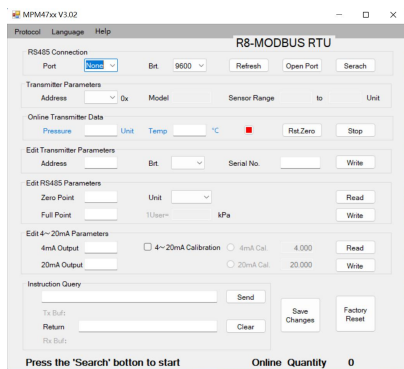 MPM47xx V3.02
Protocol Language Help
R8-MODBUS RTU
RS485 Connection
Port None Brt. 9600 Refresh Open Port Serach
Transmitter Parameters
Address 0x Model Sensor Range to Unit
Online Transmitter Data
Pressure Unit Temp °C Rst.Zero Stop
Edit Transmitter Parameters
Address Brt. Serial No. Write
Edit RS485 Parameters
Zero Point Unit Read
Full Point 1User= kPa Write
Edit 4～20mA Parameters
4mA Output 4～20mA Calibration 4mA Cal. 4.000 Read
20mA Output 20mA Cal. 20.000 Write
Instruction Query
Send
Tx Buf:
Return Clear
Rx Buf:
Save Changes
Factory Reset
Press the 'Search' botton to start Online Quantity 0